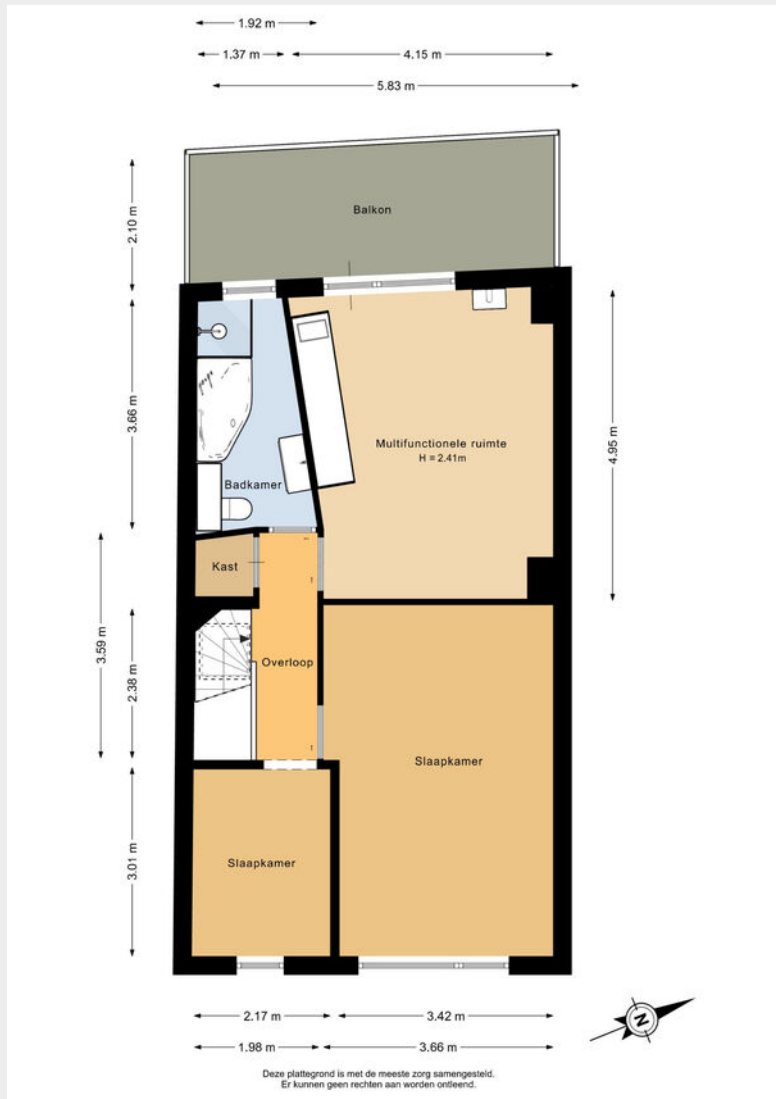 1.92 m
1.37 m
4.15 m
5.83 m
Balkon
2.10 m
3.66 m
4.95 m
Multifunctionele ruimte
H = 2.41m
Badkamer
Kast
3.59 m
2.38 m
Overloop
Slaapkamer
3.01 m
Slaapkamer
2.17 m
3.42 m
1.98 m
3.66 m
N
Deze plattegrond is met de meeste zorg samengesteld.
Er kunnen geen rechten aan worden ontleend.